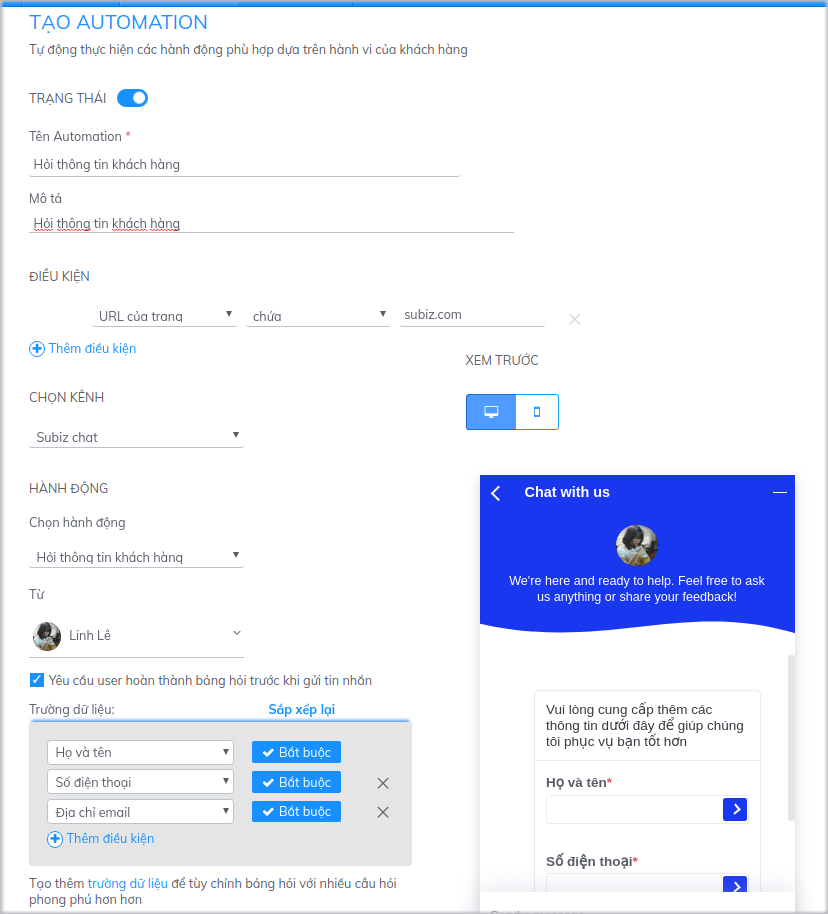 TẠO AUTOMATION
Tự động thực hiện các hành động phù hợp dựa trên hành vi của khách hàng
TRẠNG THÁI
Tên Automation *
Hỏi thông tin khách hàng
Mô tả
Hỏi thông tin khách hàng
ĐIỀU KIỆN
URL của trang chứa subiz.com
Thêm điều kiện
XEM TRƯỚC
CHỌN KÊNH
Subiz chat
HÀNH ĐỘNG
Chọn hành động
Hỏi thông tin khách hàng
Từ
Linh Lê
Yêu cầu user hoàn thành bảng hỏi trước khi gửi tin nhắn
Trường dữ liệu: Sắp xếp lại
Họ và tên Bắt buộc
Số điện thoại Bắt buộc
Địa chỉ email Bắt buộc
Thêm điều kiện
Tạo thêm trường dữ liệu để tùy chỉnh bảng hỏi với nhiều câu hỏi
phong phú hơn hơn
Chat with us
We're here and ready to help. Feel free to ask
us anything or share your feedback!
Vui lòng cung cấp thêm các
thông tin dưới đây để giúp chúng
tôi phục vụ bạn tốt hơn
Họ và tên*
Số điện thoại*